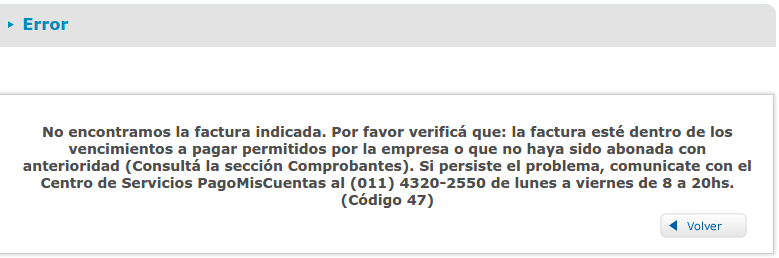 Error
No encontramos la factura indicada. Por favor verificá que: la factura esté dentro de los
vencimientos a pagar permitidos por la empresa o que no haya sido abonada con
anterioridad (Consultá la sección Comprobantes). Si persiste el problema, comunicate con el
Centro de Servicios PagoMisCuentas al (011) 4320-2550 de lunes a viernes de 8 a 20hs.
(Código 47)
Volver